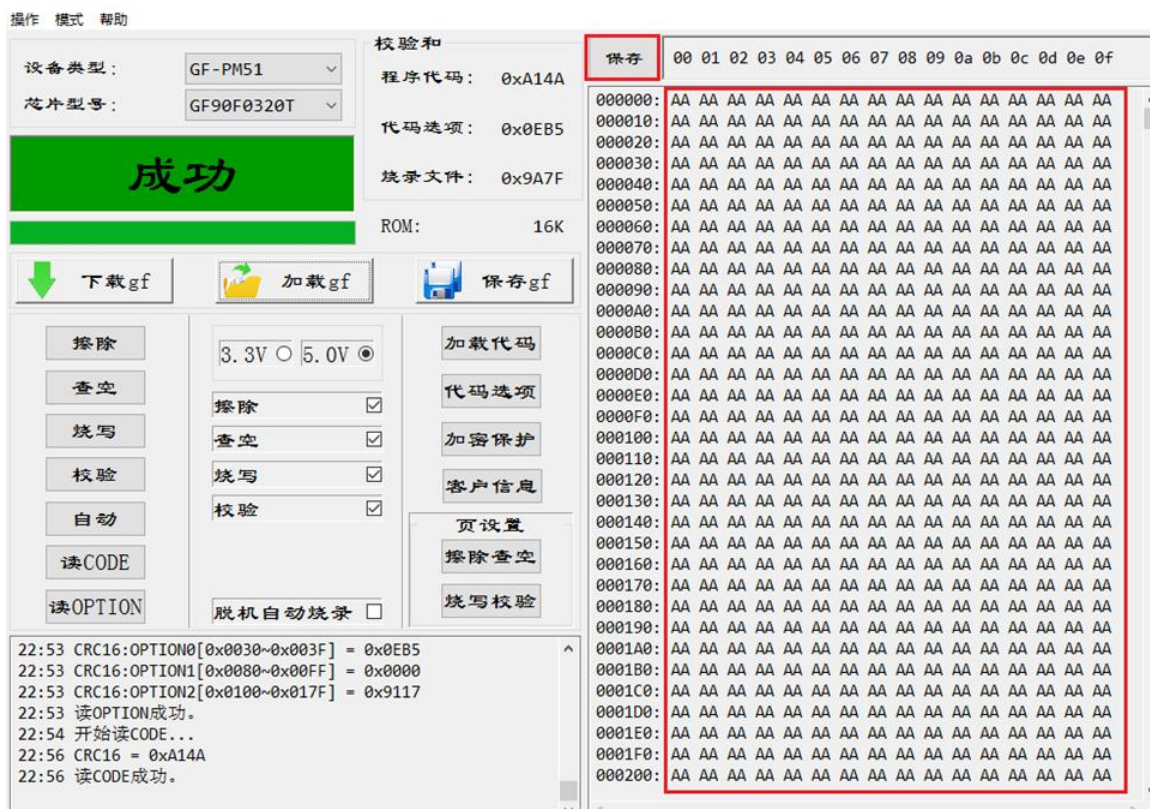 操作 模式 帮助
设备类型: GF-PM51
芯片型号: GF90F0320T
成功
校验和
程序代码: 0xA14A
代码选项: 0x0EB5
烧录文件: 0x9A7F
ROM: 16K
下载gf 加载gf 保存gf
擦除
查空
烧写
校验
自动
读CODE
读OPTION
3.3V 5.0V
擦除
查空
烧写
校验
脱机自动烧录
加载代码
代码选项
加密保护
客户信息
页设置
擦除查空
烧写校验
22:53 CRC16:OPTION0[0x0030~0x003F] = 0x0EB5
22:53 CRC16:OPTION1[0x0080~0x00FF] = 0x0000
22:53 CRC16:OPTION2[0x0100~0x017F] = 0x9117
22:53 读OPTION成功。
22:54 开始读CODE...
22:56 CRC16 = 0xA14A
22:56 读CODE成功。
保存 00 01 02 03 04 05 06 07 08 09 0a 0b 0c 0d 0e 0f
000000: AA AA AA AA AA AA AA AA AA AA AA AA AA AA AA AA
000010: AA AA AA AA AA AA AA AA AA AA AA AA AA AA AA AA
000020: AA AA AA AA AA AA AA AA AA AA AA AA AA AA AA AA
000030: AA AA AA AA AA AA AA AA AA AA AA AA AA AA AA AA
000040: AA AA AA AA AA AA AA AA AA AA AA AA AA AA AA AA
000050: AA AA AA AA AA AA AA AA AA AA AA AA AA AA AA AA
000060: AA AA AA AA AA AA AA AA AA AA AA AA AA AA AA AA
000070: AA AA AA AA AA AA AA AA AA AA AA AA AA AA AA AA
000080: AA AA AA AA AA AA AA AA AA AA AA AA AA AA AA AA
000090: AA AA AA AA AA AA AA AA AA AA AA AA AA AA AA AA
0000A0: AA AA AA AA AA AA AA AA AA AA AA AA AA AA AA AA
0000B0: AA AA AA AA AA AA AA AA AA AA AA AA AA AA AA AA
0000C0: AA AA AA AA AA AA AA AA AA AA AA AA AA AA AA AA
0000D0: AA AA AA AA AA AA AA AA AA AA AA AA AA AA AA AA
0000E0: AA AA AA AA AA AA AA AA AA AA AA AA AA AA AA AA
0000F0: AA AA AA AA AA AA AA AA AA AA AA AA AA AA AA AA
000100: AA AA AA AA AA AA AA AA AA AA AA AA AA AA AA AA
000110: AA AA AA AA AA AA AA AA AA AA AA AA AA AA AA AA
000120: AA AA AA AA AA AA AA AA AA AA AA AA AA AA AA AA
000130: AA AA AA AA AA AA AA AA AA AA AA AA AA AA AA AA
000140: AA AA AA AA AA AA AA AA AA AA AA AA AA AA AA AA
000150: AA AA AA AA AA AA AA AA AA AA AA AA AA AA AA AA
000160: AA AA AA AA AA AA AA AA AA AA AA AA AA AA AA AA
000170: AA AA AA AA AA AA AA AA AA AA AA AA AA AA AA AA
000180: AA AA AA AA AA AA AA AA AA AA AA AA AA AA AA AA
000190: AA AA AA AA AA AA AA AA AA AA AA AA AA AA AA AA
0001A0: AA AA AA AA AA AA AA AA AA AA AA AA AA AA AA AA
0001B0: AA AA AA AA AA AA AA AA AA AA AA AA AA AA AA AA
0001C0: AA AA AA AA AA AA AA AA AA AA AA AA AA AA AA AA
0001D0: AA AA AA AA AA AA AA AA AA AA AA AA AA AA AA AA
0001E0: AA AA AA AA AA AA AA AA AA AA AA AA AA AA AA AA
0001F0: AA AA AA AA AA AA AA AA AA AA AA AA AA AA AA AA
000200: AA AA AA AA AA AA AA AA AA AA AA AA AA AA AA AA